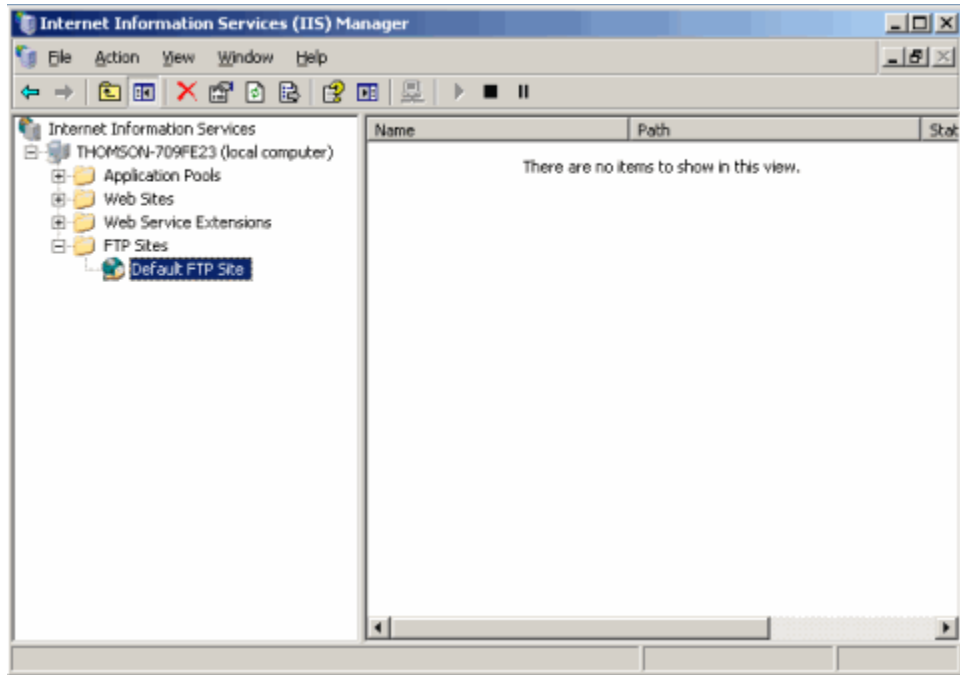 Internet Information Services (IIS) Manager
File Action View Window Help
Internet Information Services
THOMSON-709FE23 (local computer)
Application Pools
Web Sites
Web Service Extensions
FTP Sites
Default FTP Site
Name Path Stat
There are no items to show in this view.